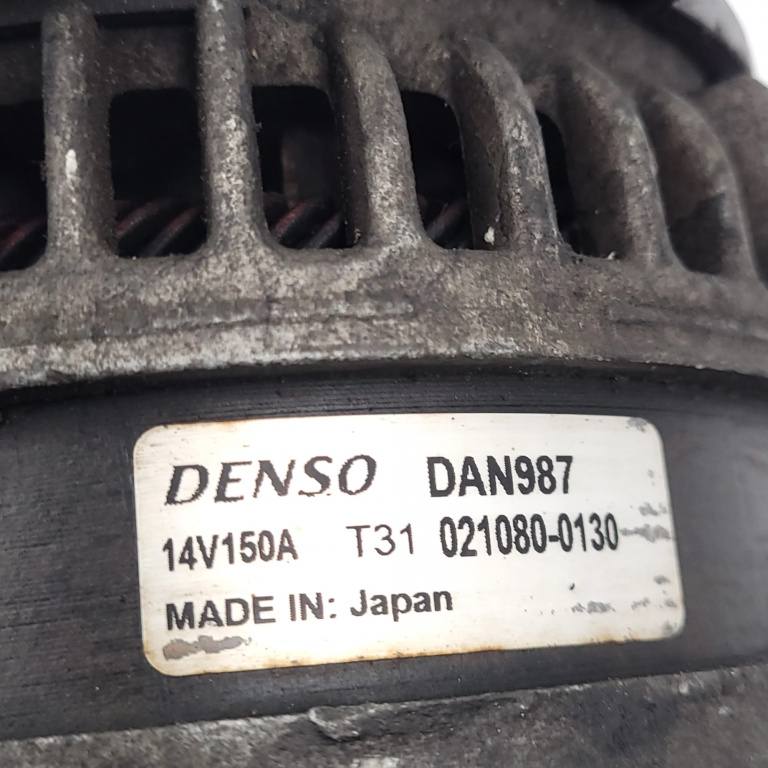 DENSO DAN987
14V150A T31 021080-0130
MADE IN: Japan